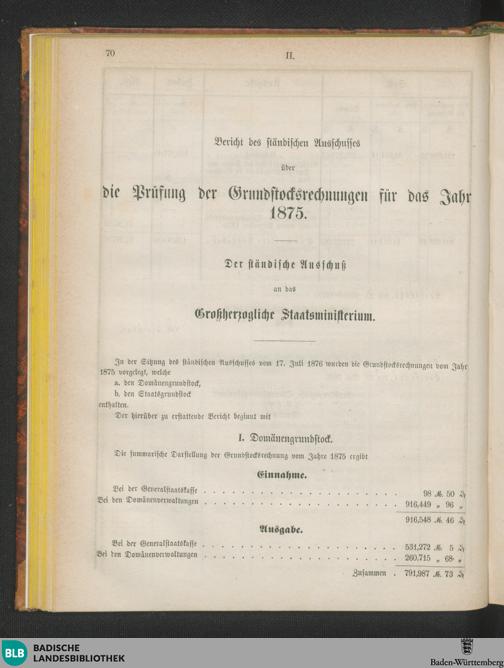 70
II.
Bericht des ständischen Ausschusses
über
die Prüfung der Grundstocksrechnungen für das Jahr
1875.
Der ständische Ausschuß
an das
Großherzogliche Staatsministerium.
In der Sitzung des ständischen Ausschusses vom 17. Juli 1876 wurden die Grundstocksrechnungen vom Jahr
1875 vorgelegt, welche
a. den Domänengrundstock,
b. den Staatsgrundstock
enthalten.
Der hierüber zu erstattende Bericht beginnt mit
I. Domänengrundstock.
Die summarische Darstellung der Grundstocksrechnung vom Jahre 1875 ergibt
Einnahme.
Bei der Generalstaatskasse . . . . . . . . . . . . . . . . . . . . . 98 ℳ 50 ₰
Bei den Domänenverwaltungen . . . . . . . . . . . . . . . . . . . . 916,449 „ 96 „
916,548 ℳ 46 ₰
Ausgabe.
Bei der Generalstaatskasse . . . . . . . . . . . . . . . . . . . . . 531,272 ℳ 5 ₰
Bei den Domänenverwaltungen . . . . . . . . . . . . . . . . . . . . 260,715 „ 68 „
Zusammen . 791,987 ℳ 73 ₰
BLB
BADISCHE
LANDESBIBLIOTHEK
Baden-Württemberg